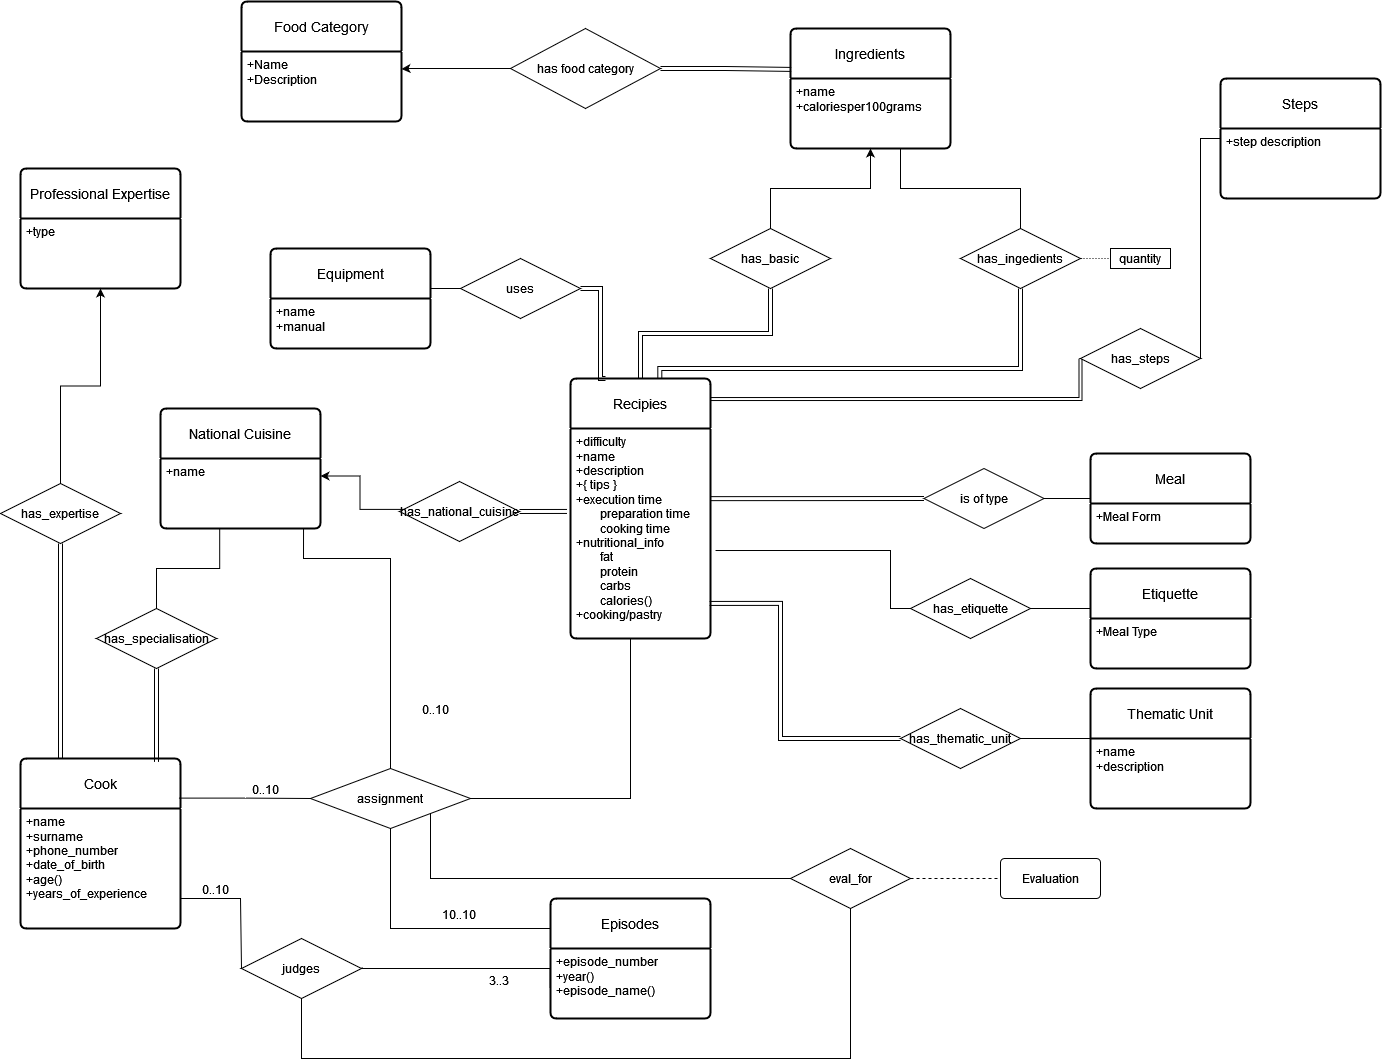 Food Category
+Name
+Description
has food category
Ingredients
+name
+caloriesper100grams
Steps
+step description
Professional Expertise
+type
Equipment
+name
+manual
uses
has_basic
has_ingedients
quantity
has_steps
Recipies
+difficulty
+name
+description
+{ tips }
+execution time
preparation time
cooking time
+nutritional_info
fat
protein
carbs
calories()
+cooking/pastry
National Cuisine
+name
has_national_cuisine
has_expertise
has_specialisation
is of type
Meal
+Meal Form
has_etiquette
Etiquette
+Meal Type
has_thematic_unit
Thematic Unit
+name
+description
0..10
Cook
+name
+surname
+phone_number
+date_of_birth
+age()
+years_of_experience
0..10
assignment
0..10
eval_for
Evaluation
10..10
Episodes
+episode_number
+year()
+episode_name()
judges
3..3